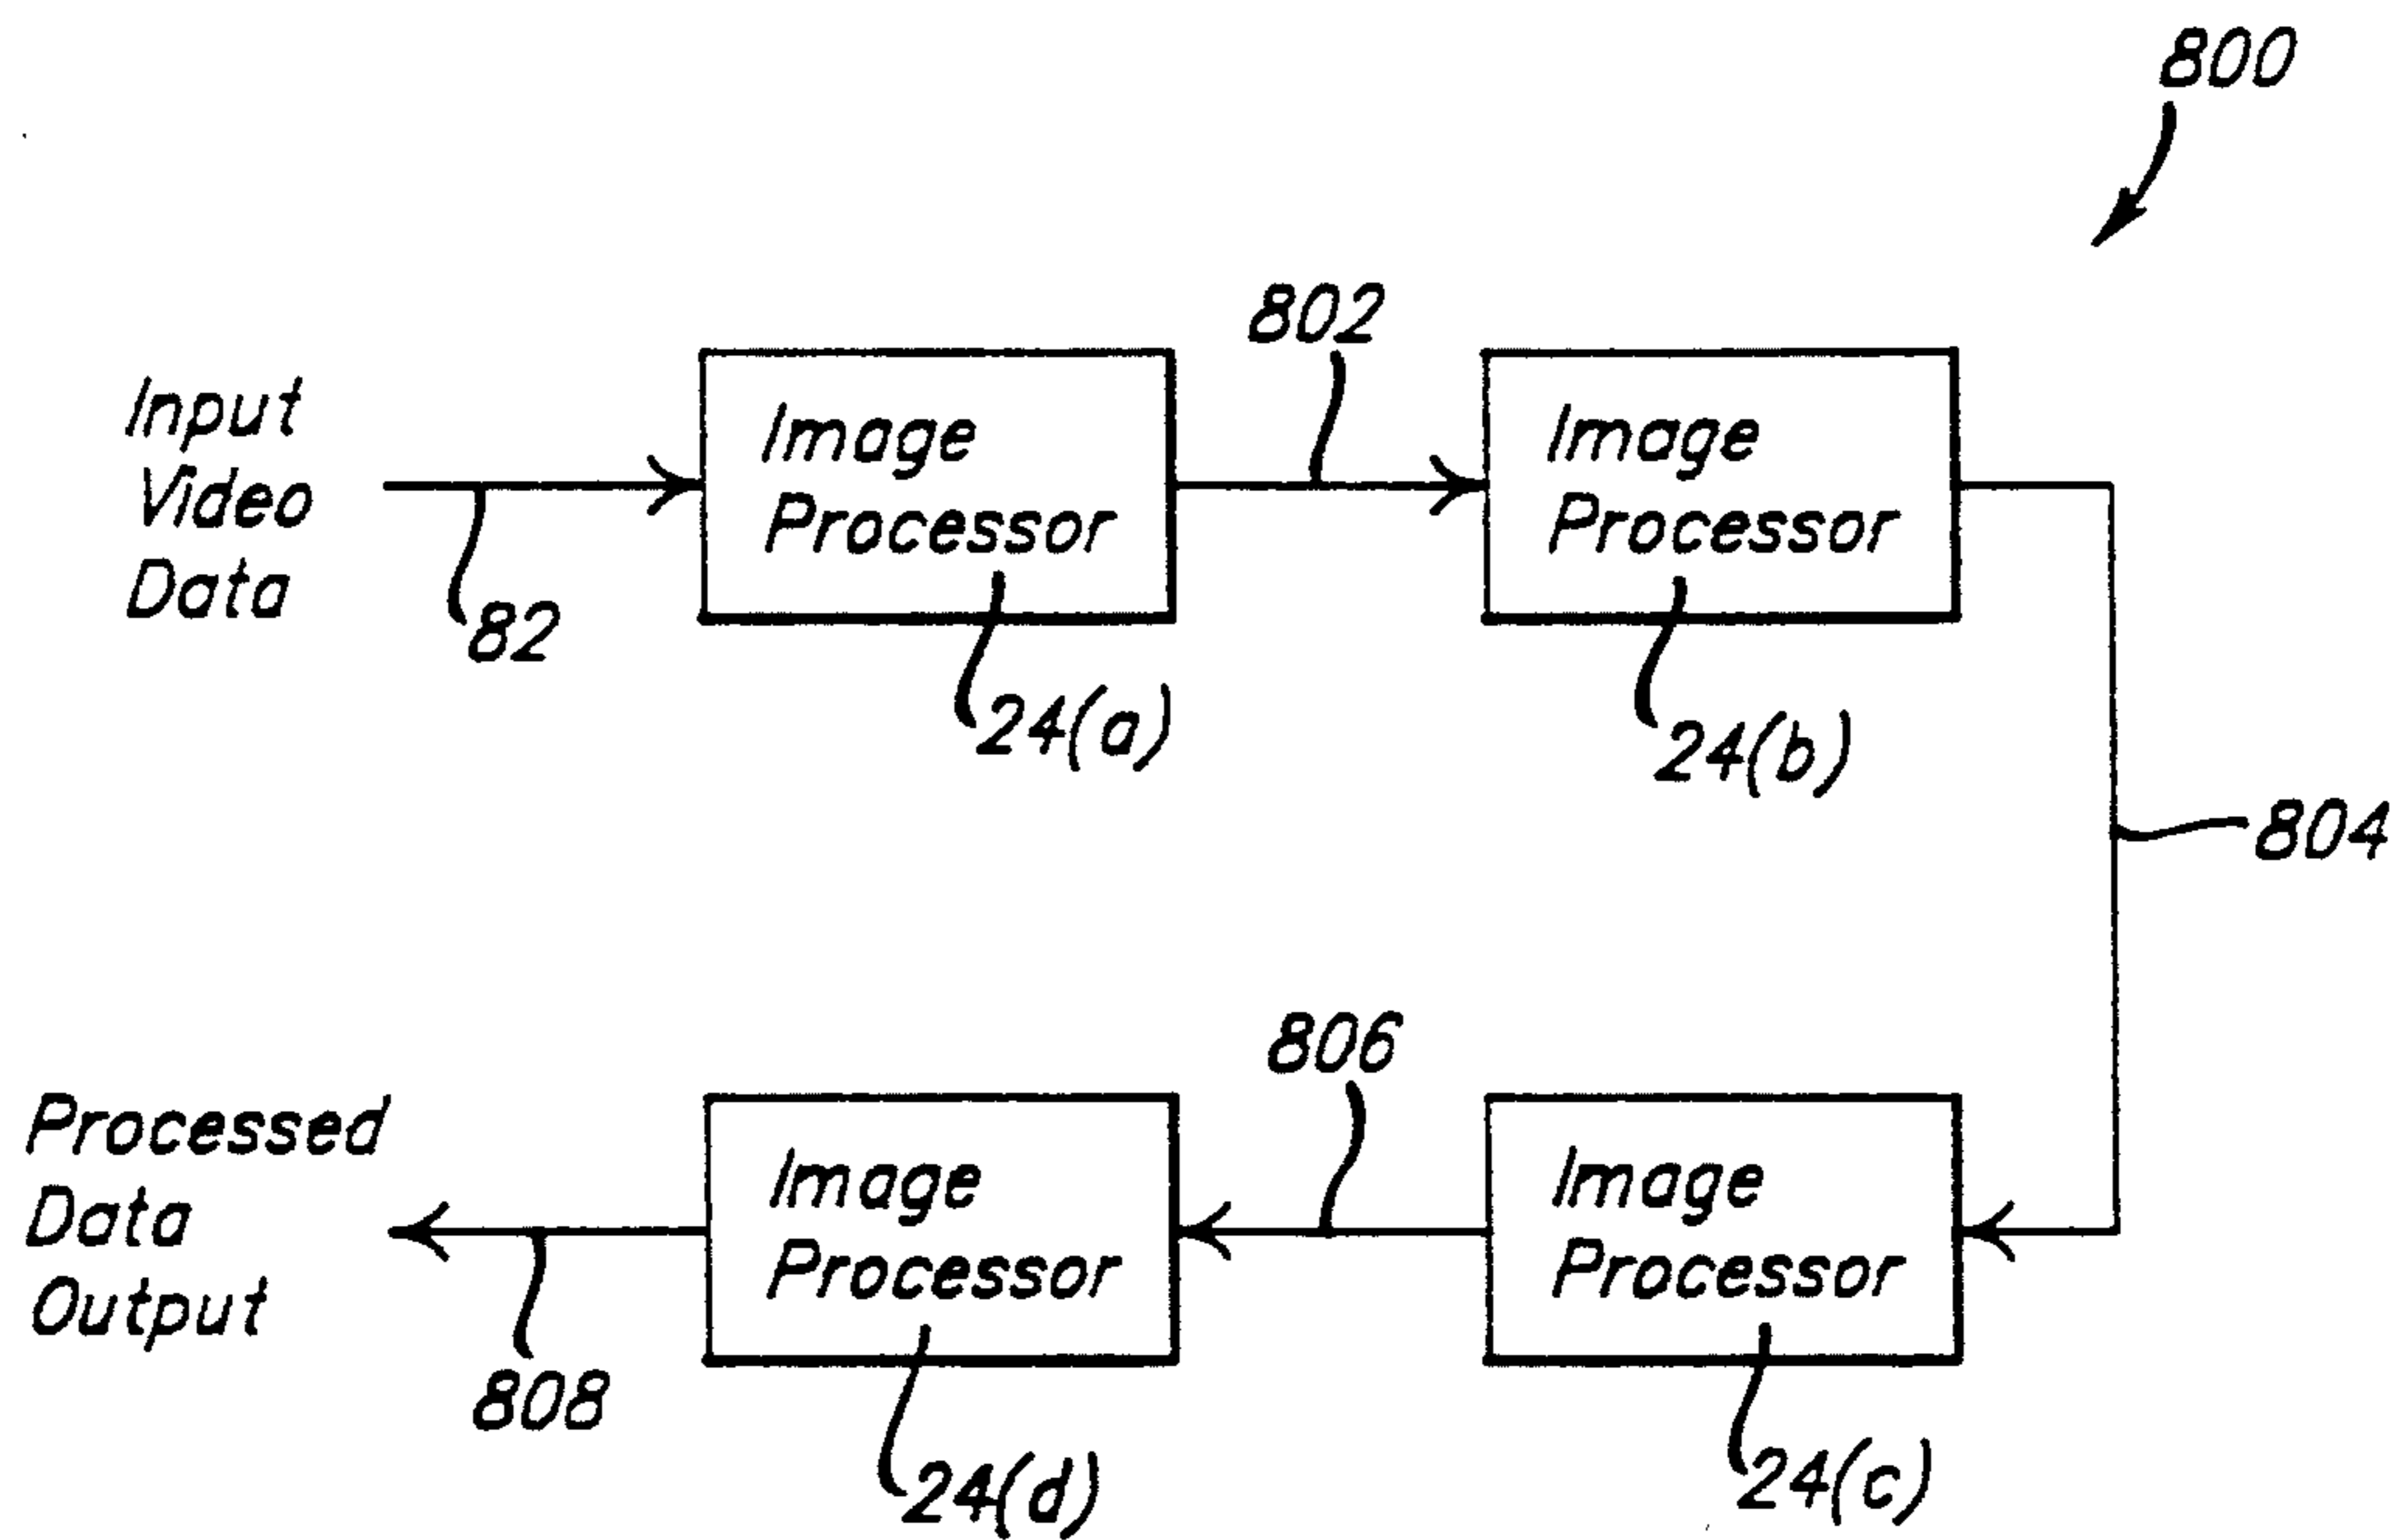 800
802
Input
Video
Data
82
Image
Processor
24(a)
Image
Processor
24(b)
804
806
Processed
Data
Output
808
Image
Processor
24(d)
Image
Processor
24(c)